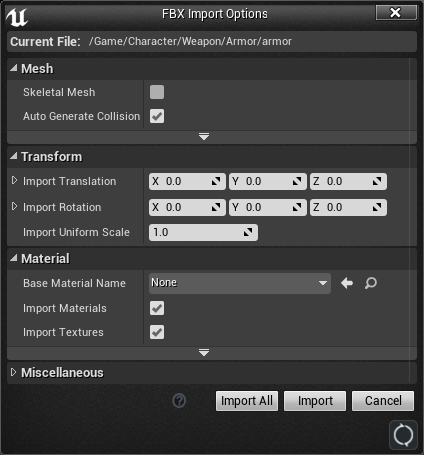 FBX Import Options
Current File: /Game/Character/Weapon/Armor/armor
Mesh
Skeletal Mesh
Auto Generate Collision
Transform
Import Translation X 0.0 Y 0.0 Z 0.0
Import Rotation X 0.0 Y 0.0 Z 0.0
Import Uniform Scale 1.0
Material
Base Material Name None
Import Materials
Import Textures
Miscellaneous
? Import All Import Cancel